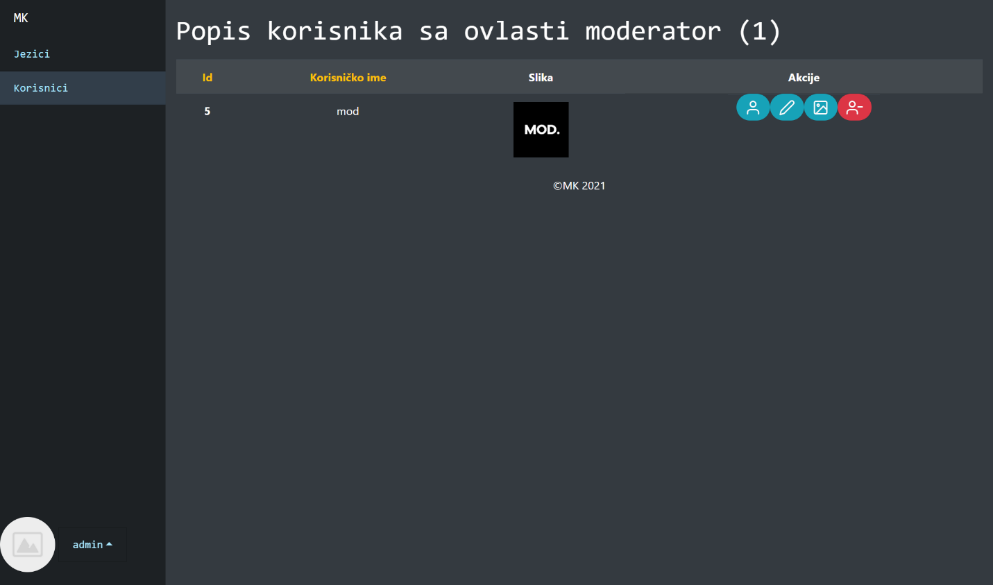 MK
Jezici
Korisnici
Popis korisnika sa ovlasti moderator (1)
Id Korisničko ime Slika Akcije
5 mod MOD.
©MK 2021
admin